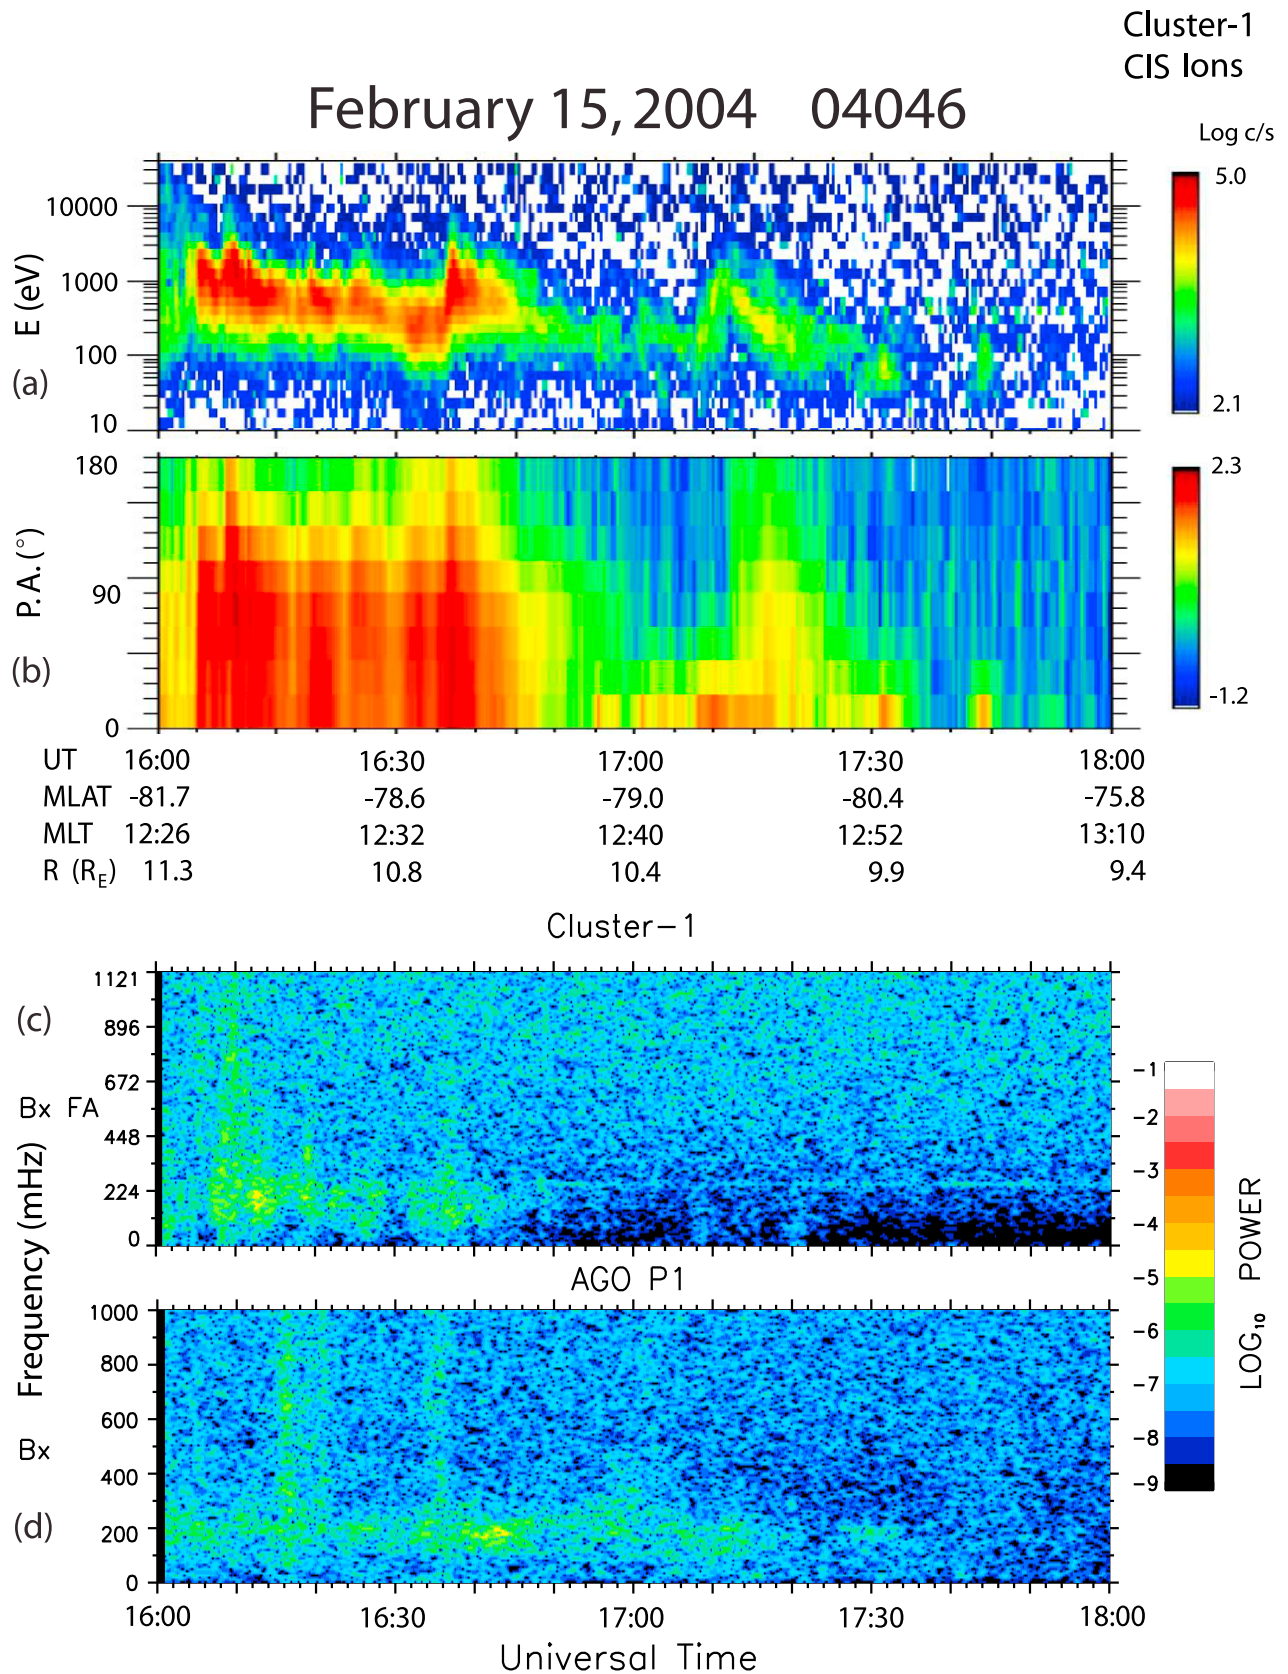 Cluster-1
CIS Ions
February 15, 2004 04046
Log c/s
5.0
2.1
E (eV)
10000
1000
100
10
(a)
2.3
-1.2
P.A. (°)
180
90
0
(b)
UT 16:00 16:30 17:00 17:30 18:00
MLAT -81.7 -78.6 -79.0 -80.4 -75.8
MLT 12:26 12:32 12:40 12:52 13:10
R (R_E) 11.3 10.8 10.4 9.9 9.4
Cluster-1
(c)
Bx FA
1121
896
672
448
224
0
Frequency (mHz)
AGO P1
1000
800
600
400
200
0
Bx
(d)
16:00 16:30 17:00 17:30 18:00
Universal Time
-1
-2
-3
-4
-5
-6
-7
-8
-9
LOG₁₀ POWER